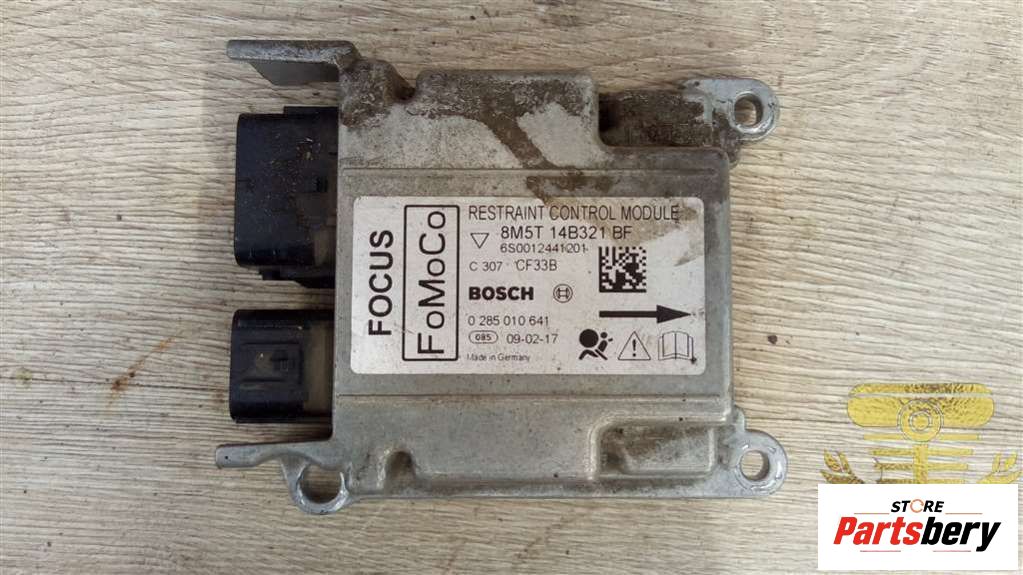 FOCUS
FoMoCo
RESTRAINT CONTROL MODULE
8M5T 14B321 BF
6S0012441201
C 307 CF33B
BOSCH
0 285 010 641
085 09-02-17
Made in Germany
STORE
Partsbery